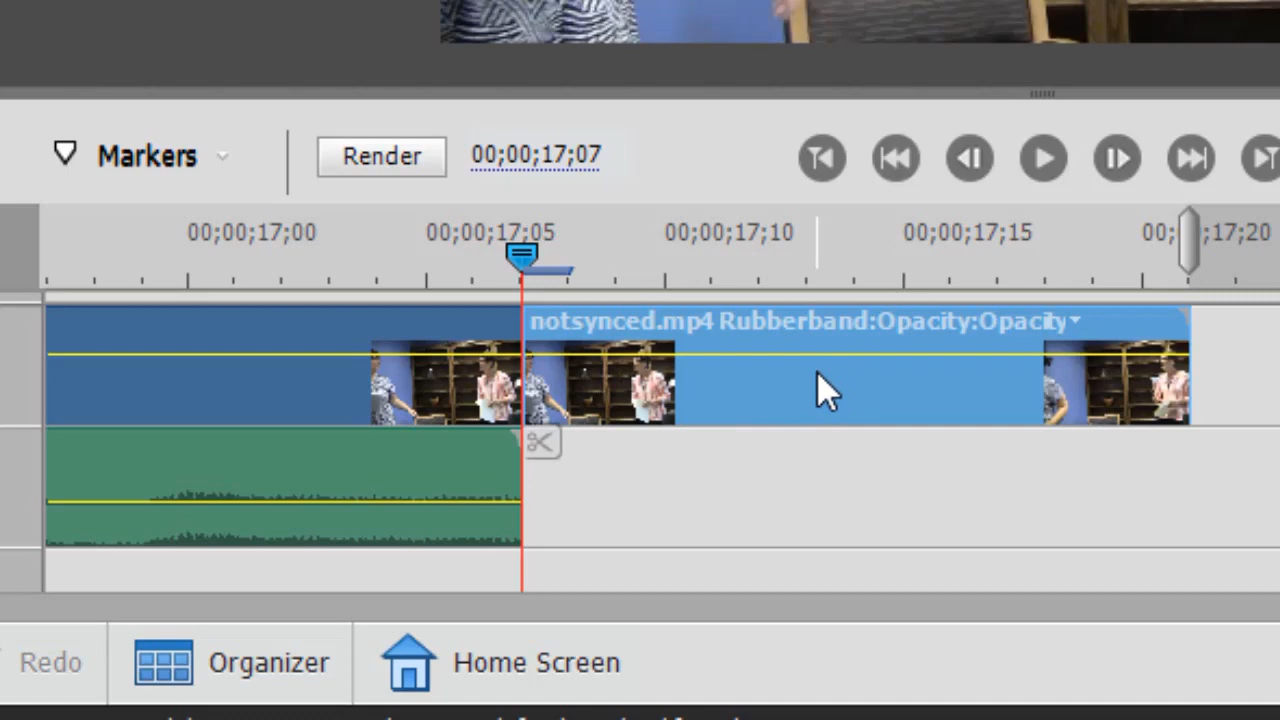 Markers
Render
00;00;17;07
00;00;17;00
00;00;17;05
00;00;17;10
00;00;17;15
00; ;17;20
notsynced.mp4 Rubberband:Opacity:Opacity
Redo
Organizer
Home Screen